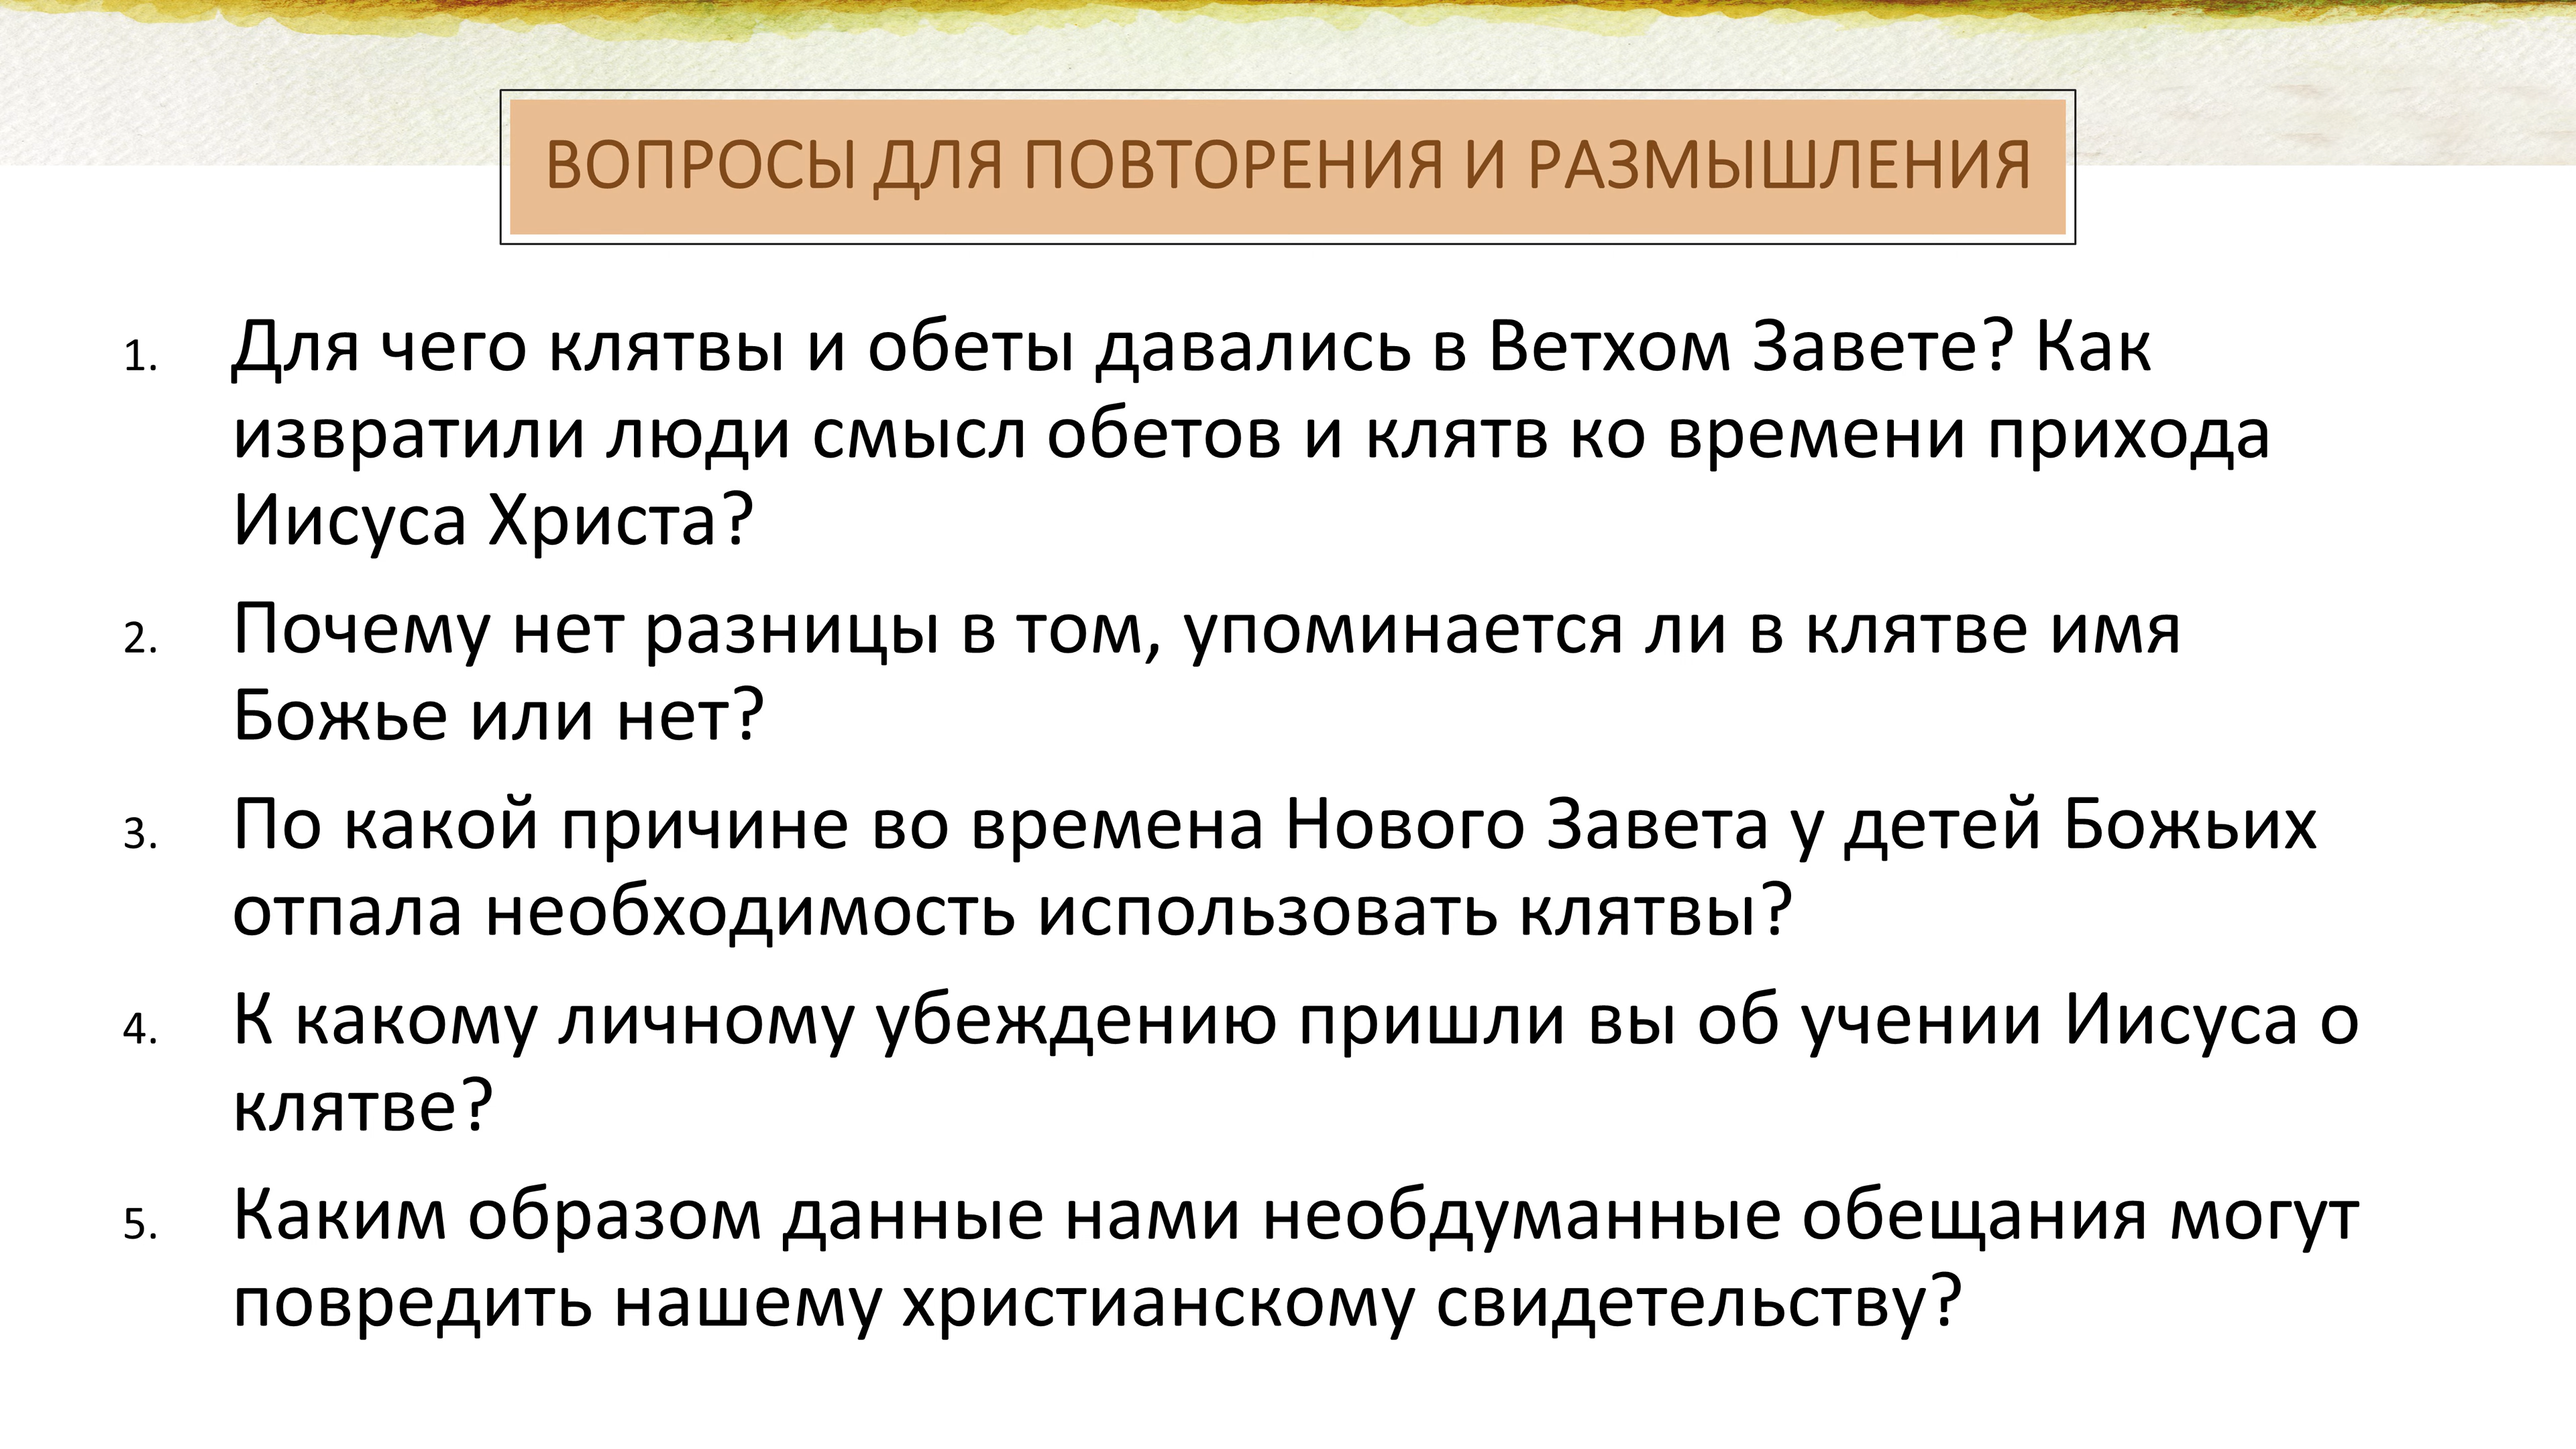 ВОПРОСЫ ДЛЯ ПОВТОРЕНИЯ И РАЗМЫШЛЕНИЯ
1. Для чего клятвы и обеты давались в Ветхом Завете? Как
извратили люди смысл обетов и клятв ко времени прихода
Иисуса Христа?
2. Почему нет разницы в том, упоминается ли в клятве имя
Божье или нет?
3. По какой причине во времена Нового Завета у детей Божьих
отпала необходимость использовать клятвы?
4. К какому личному убеждению пришли вы об учении Иисуса о
клятве?
5. Каким образом данные нами необдуманные обещания могут
повредить нашему христианскому свидетельству?